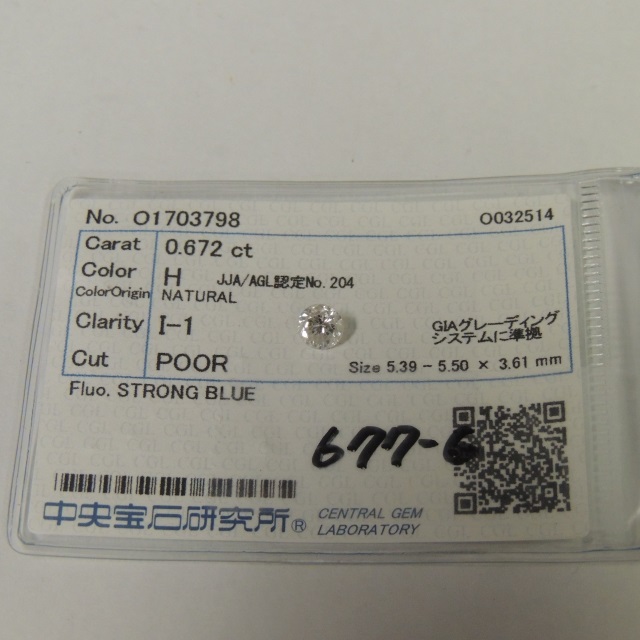 No. O1703798 O032514
Carat 0.672 ct
Color H JJA/AGL認定No.204
ColorOrigin NATURAL
Clarity I-1 GIAグレーディング
システムに準拠
Cut POOR Size 5.39 - 5.50 × 3.61 mm
Fluo. STRONG BLUE
677-6
中央宝石研究所® CENTRAL GEM
LABORATORY